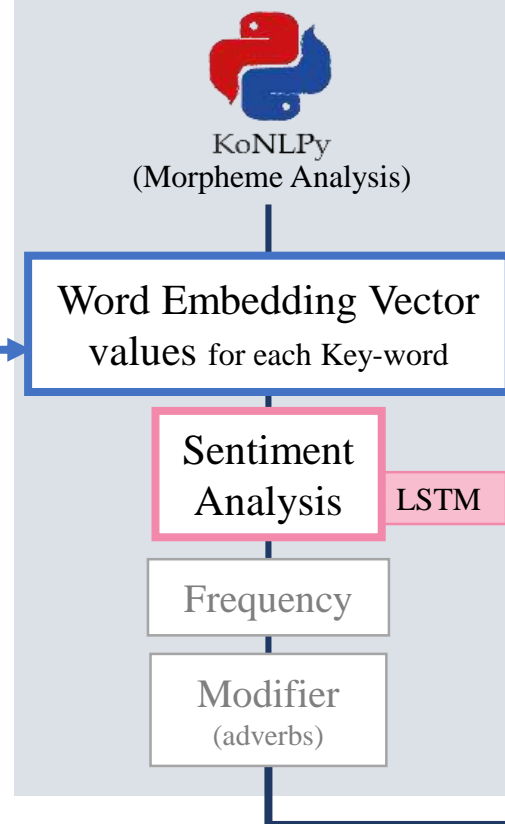 KoNLPy
(Morpheme Analysis)
Word Embedding Vector
values for each Key-word
Sentiment
Analysis
LSTM
Frequency
Modifier
(adverbs)